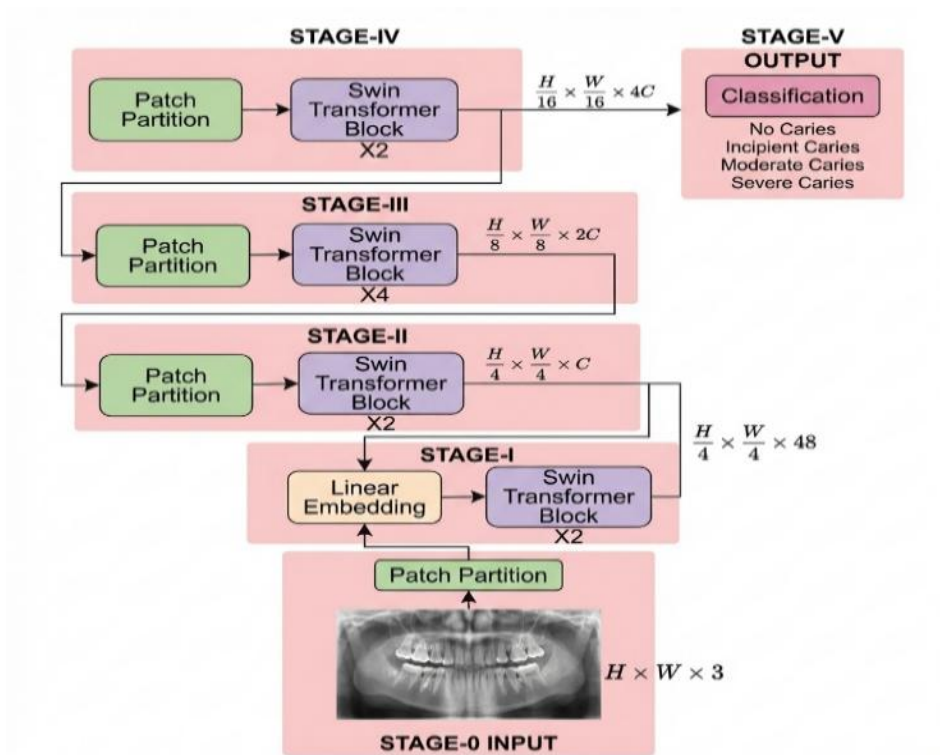 STAGE-IV
Patch
Partition
Swin
Transformer
Block
X2
H/16 × W/16 × 4C
STAGE-V
OUTPUT
Classification
No Caries
Incipient Caries
Moderate Caries
Severe Caries
STAGE-III
Patch
Partition
Swin
Transformer
Block
X4
H/8 × W/8 × 2C
STAGE-II
Patch
Partition
Swin
Transformer
Block
X2
H/4 × W/4 × C
H/4 × W/4 × 48
STAGE-I
Linear
Embedding
Swin
Transformer
Block
X2
Patch Partition
H × W × 3
STAGE-0 INPUT